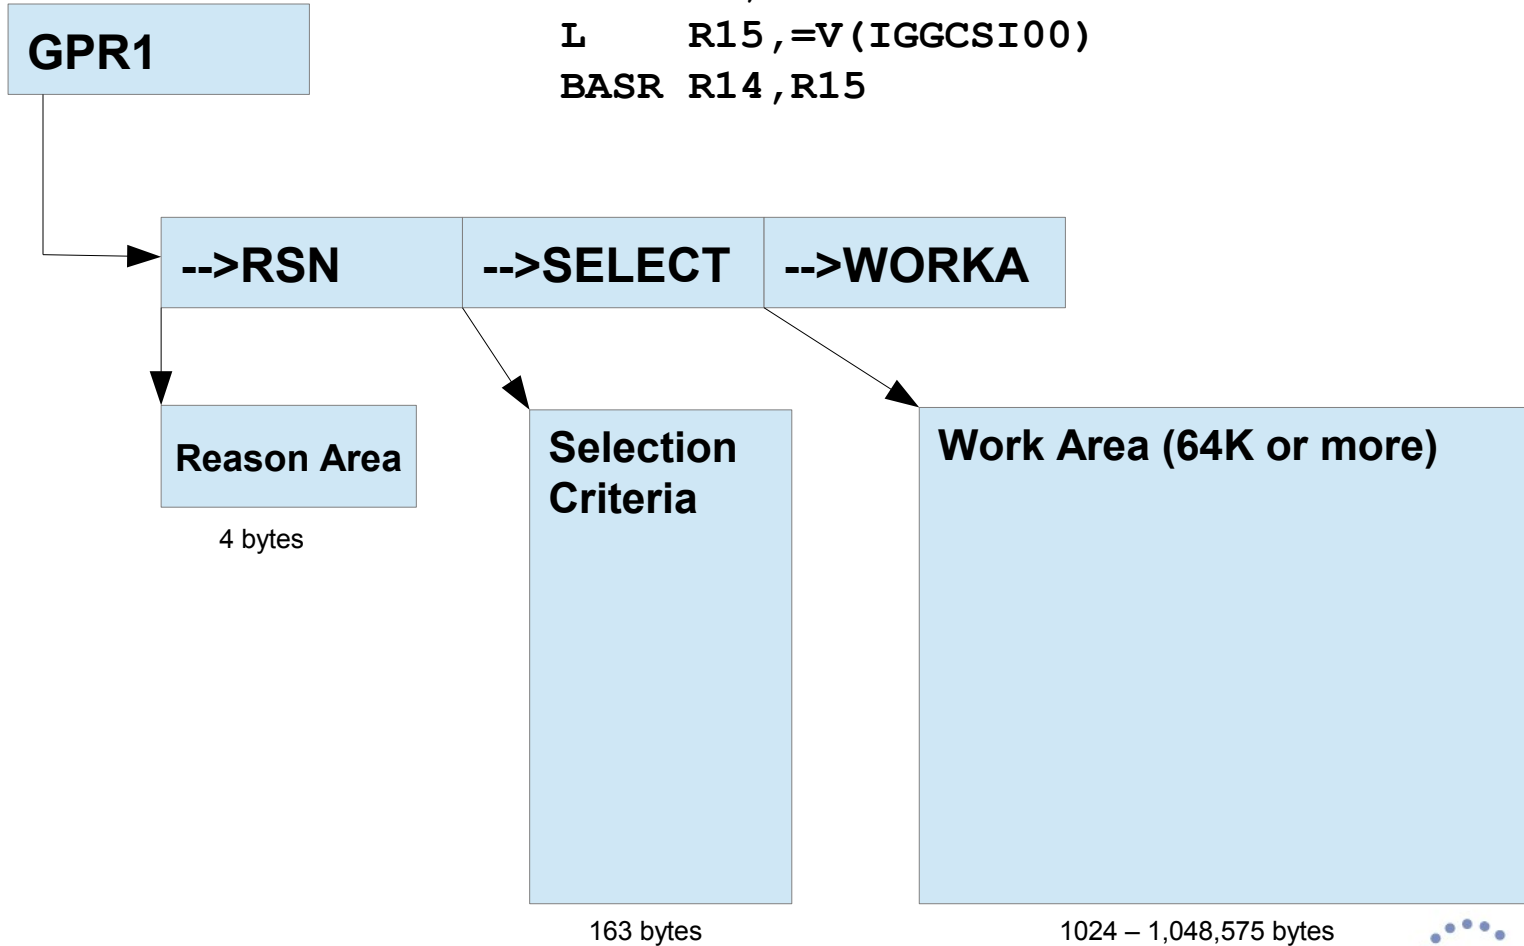 GPR1
L R15,=V(IGGCSI00)
BASR R14,R15
-->RSN
-->SELECT
-->WORKA
Reason Area
4 bytes
Selection
Criteria
163 bytes
Work Area (64K or more)
1024 – 1,048,575 bytes